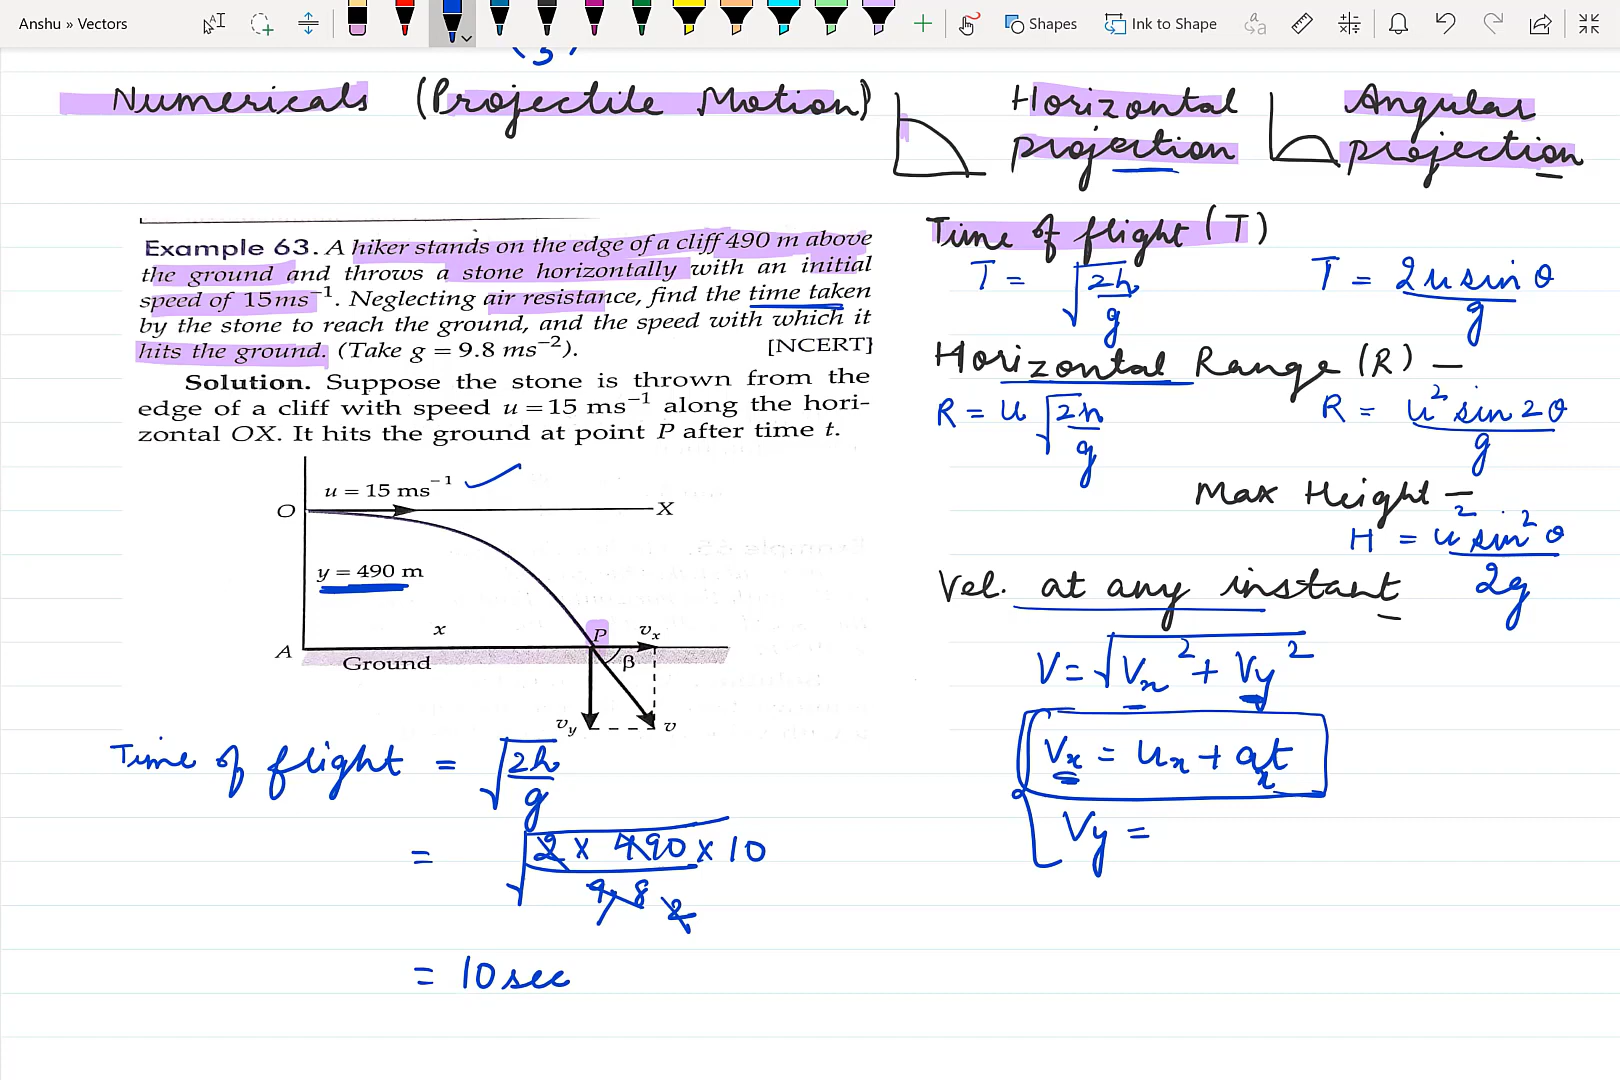 Anshu » Vectors
Shapes
Ink to Shape
Numericals (Projectile Motion)
Horizontal projection
Angular projection
Example 63. A hiker stands on the edge of a cliff 490 m above
the ground and throws a stone horizontally with an initial
speed of 15 ms⁻¹. Neglecting air resistance, find the time taken
by the stone to reach the ground, and the speed with which it
hits the ground. (Take g = 9.8 ms⁻²). [NCERT]
Solution. Suppose the stone is thrown from the
edge of a cliff with speed u = 15 ms⁻¹ along the hori-
zontal OX. It hits the ground at point P after time t.
u = 15 ms⁻¹
O
X
y = 490 m
x
P
vₓ
A
Ground
β
v_y
v
Time of flight = √(2h/g)
= √(2 × 490 × 10 / 9.8 2)
= 10 sec
Time of flight (T)
T = √(2h/g)
T = 2u sin θ / g
Horizontal Range (R) –
R = u √(2h/g)
R = u² sin 2θ / g
Max Height –
H = u² sin² θ / 2g
Vel. at any instant
V = √(Vₓ² + V_y²)
Vₓ = uₓ + aₓt
Vy =